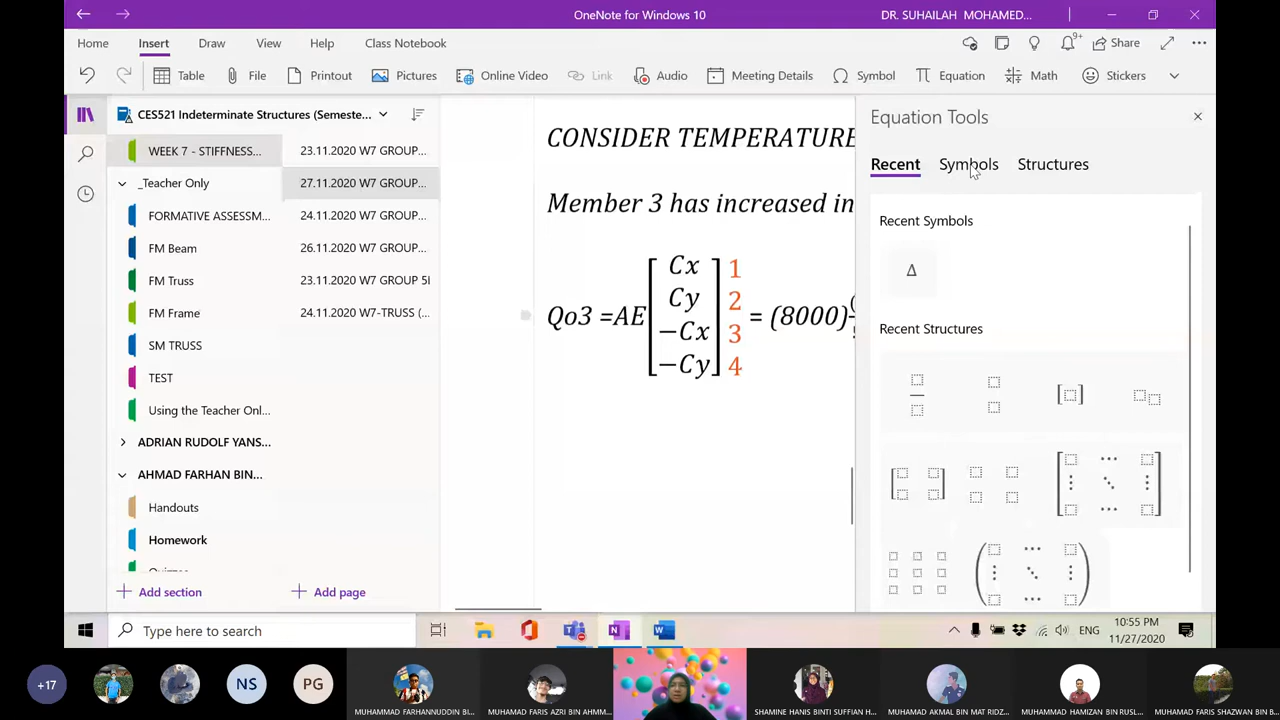 OneNote for Windows 10
DR. SUHAILAH MOHAMED...
Home Insert Draw View Help Class Notebook
9+
Share
Table File Printout Pictures Online Video Link Audio Meeting Details Symbol Equation Math Stickers
CES521 Indeterminate Structures (Semeste...
WEEK 7 - STIFFNESS...
_Teacher Only
FORMATIVE ASSESSM...
FM Beam
FM Truss
FM Frame
SM TRUSS
TEST
Using the Teacher Onl...
ADRIAN RUDOLF YANS...
AHMAD FARHAN BIN...
Handouts
Homework
Add section
23.11.2020 W7 GROUP...
27.11.2020 W7 GROUP...
24.11.2020 W7 GROUP...
26.11.2020 W7 GROUP...
23.11.2020 W7 GROUP 5I
24.11.2020 W7-TRUSS (...
Add page
CONSIDER TEMPERATURE
Member 3 has increased in
Cx 1
Cy 2
Qo3 =AE = (8000)
−Cx 3
−Cy 4
Equation Tools
Recent Symbols Structures
Recent Symbols
Δ
Recent Structures
Type here to search
ENG
10:55 PM
11/27/2020
+17
NS
PG
MUHAMMAD FARHANNUDDIN BI...
MUHAMAD FARIS AZRI BIN AHMM...
SHAMINE HANIS BINTI SUFFIAN H...
MUHAMAD AKMAL BIN MAT RIDZ...
MUHAMAD HAMIZAN BIN RUSL...
MUHAMAD FARIS SHAZWAN BIN B...